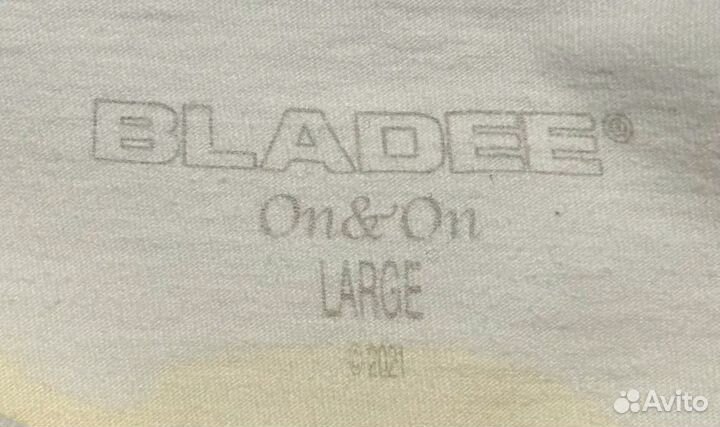 BLADEE®
On & On
LARGE
© 2021
Avito